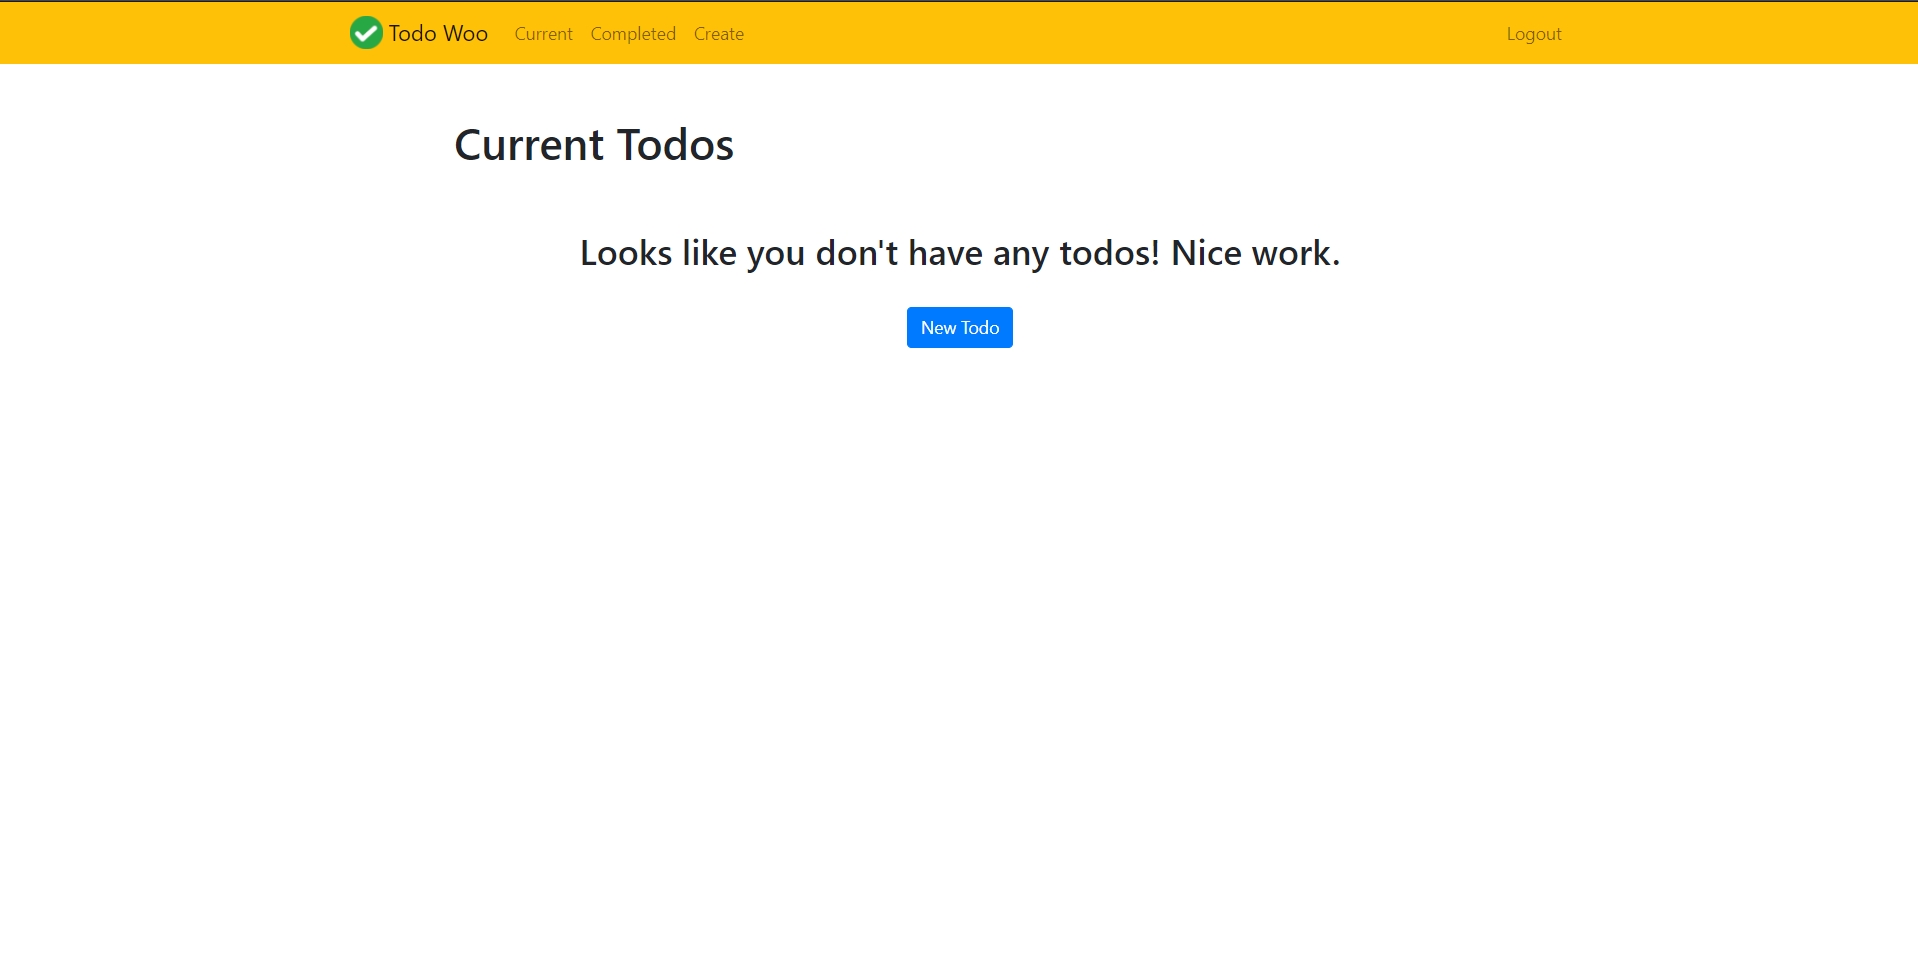 Todo Woo Current Completed Create Logout
Current Todos
Looks like you don't have any todos! Nice work.
New Todo